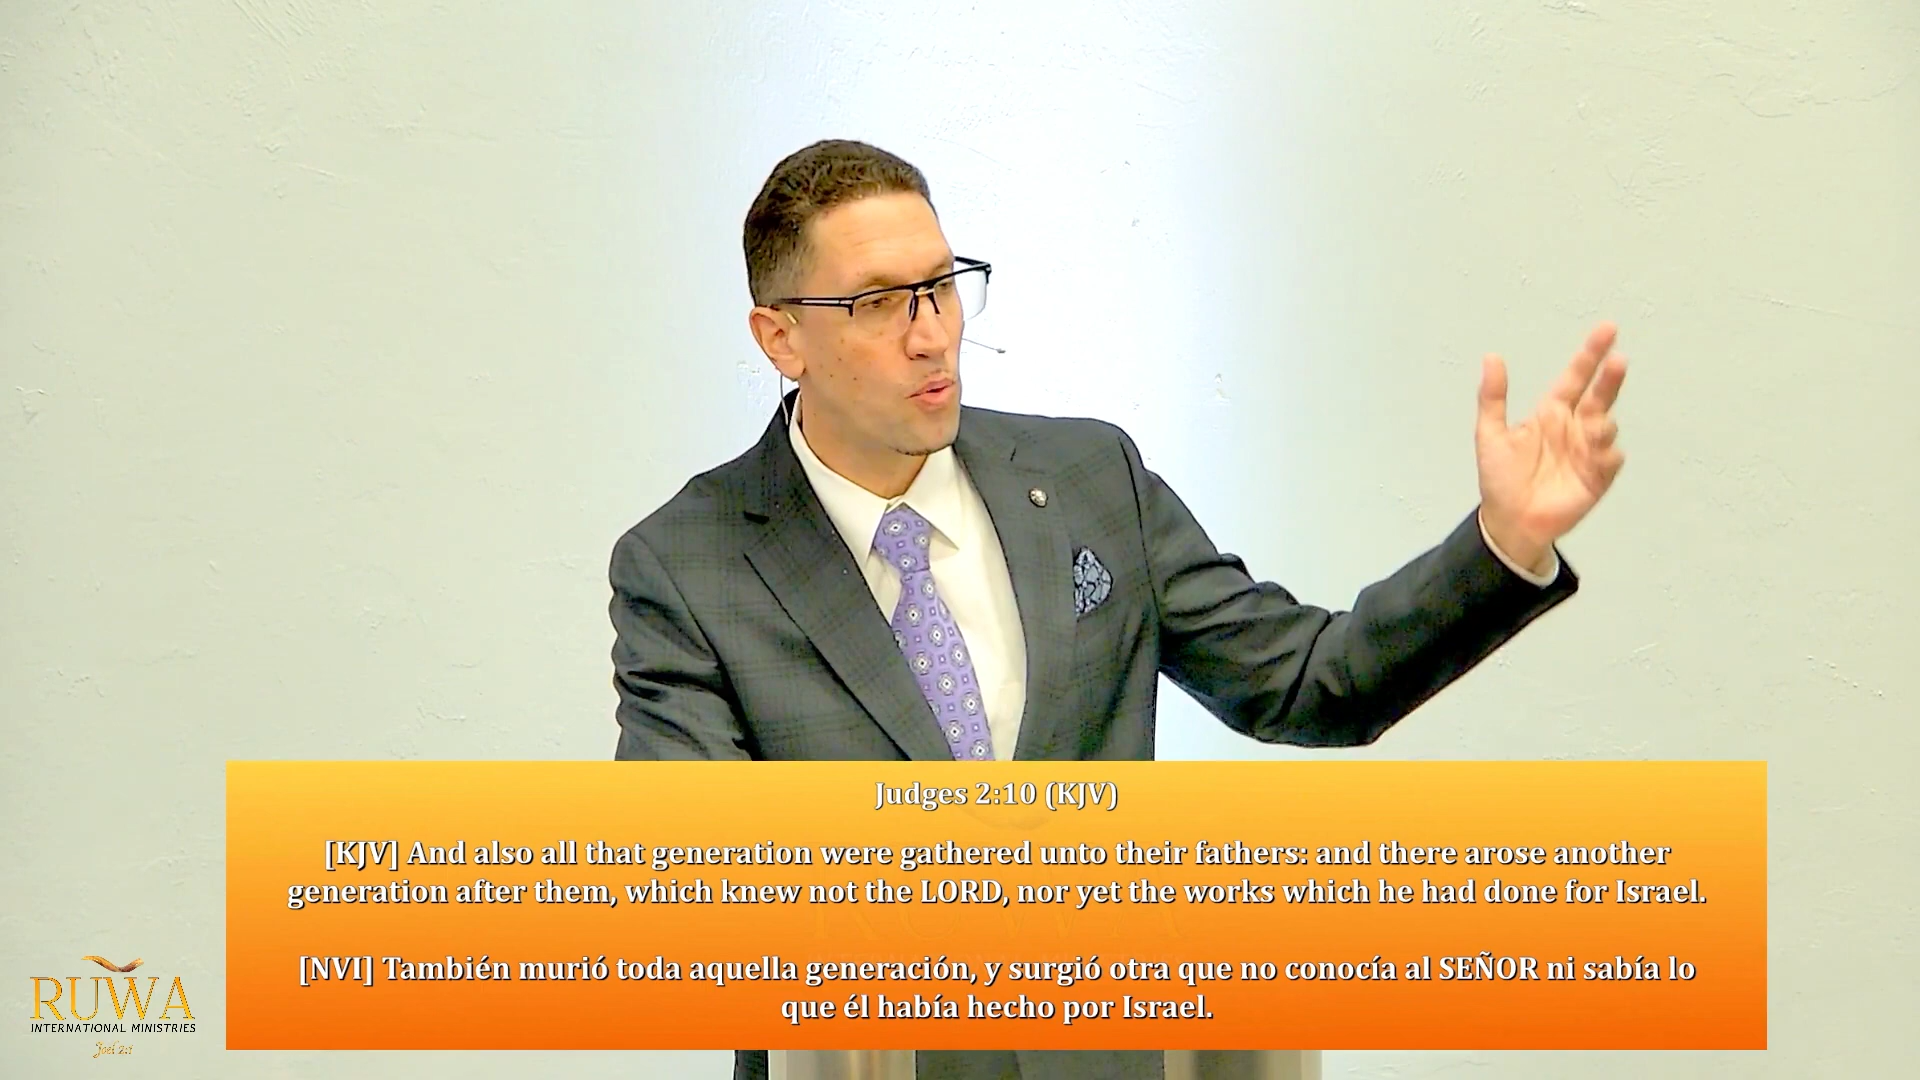 Judges 2:10 (KJV)
[KJV] And also all that generation were gathered unto their fathers: and there arose another
generation after them, which knew not the LORD, nor yet the works which he had done for Israel.
[NVI] También murió toda aquella generación, y surgió otra que no conocía al SEÑOR ni sabía lo
que él había hecho por Israel.
RUWA
INTERNATIONAL MINISTRIES
Joel 2:1